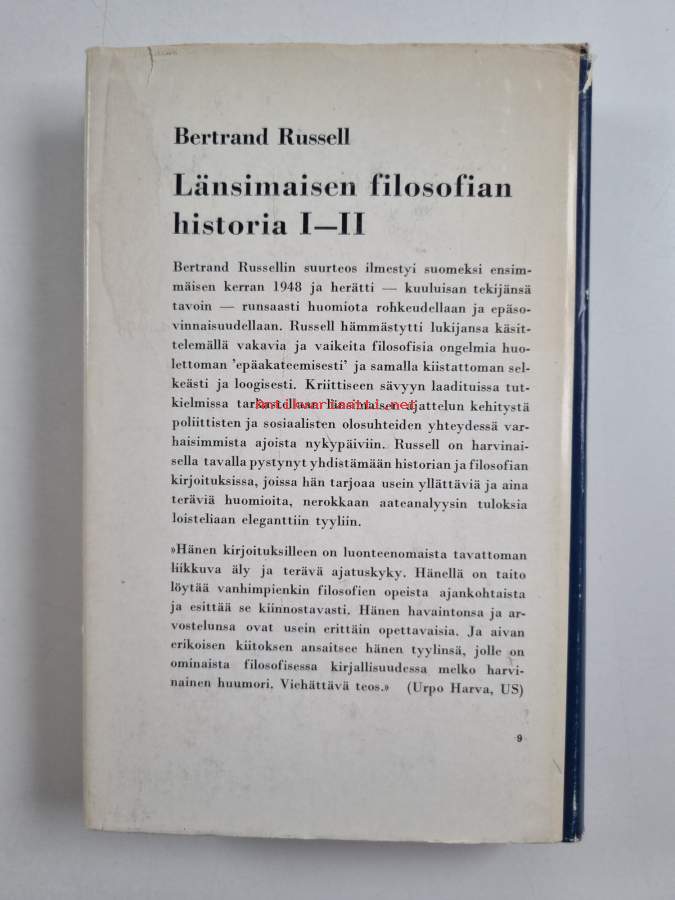 Bertrand Russell
Länsimaisen filosofian
historia I—II
Bertrand Russellin suurteos ilmestyi suomeksi ensim-
mäisen kerran 1948 ja herätti — kuuluisan tekijänsä
tavoin — runsaasti huomiota rohkeudellaan ja epäso-
vinnaisuudellaan. Russell hämmästytti lukijansa käsit-
telemällä vakavia ja vaikeita filosofisia ongelmia huo-
lettoman 'epäakateemisesti' ja samalla kiistattoman sel-
keästi ja loogisesti. Kriittiseen sävyyn laadituissa tut-
kielmissa tarkastellaan länsimaisen ajattelun kehitystä
antikvariaatti.net
poliittisten ja sosiaalisten olosuhteiden yhteydessä var-
haisimmista ajoista nykypäiviin. Russell on harvinai-
sella tavalla pystynyt yhdistämään historian ja filosofian
kirjoituksissa, joissa hän tarjoaa usein yllättäviä ja aina
teräviä huomioita, nerokkaan aateanalyysin tuloksia
loisteliaan eleganttiin tyyliin.
»Hänen kirjoituksilleen on luonteenomaista tavattoman
liikkuva äly ja terävä ajatuskyky. Hänellä on taito
löytää vanhimpienkin filosofien opeista ajankohtaista
ja esittää se kiinnostavasti. Hänen havaintonsa ja ar-
vostelunsa ovat usein erittäin opettavaisia. Ja aivan
erikoisen kiitoksen ansaitsee hänen tyylinsä, jolle on
ominaista filosofisessa kirjallisuudessa melko harvi-
nainen huumori. Viehättävä teos.» (Urpo Harva, US)
9